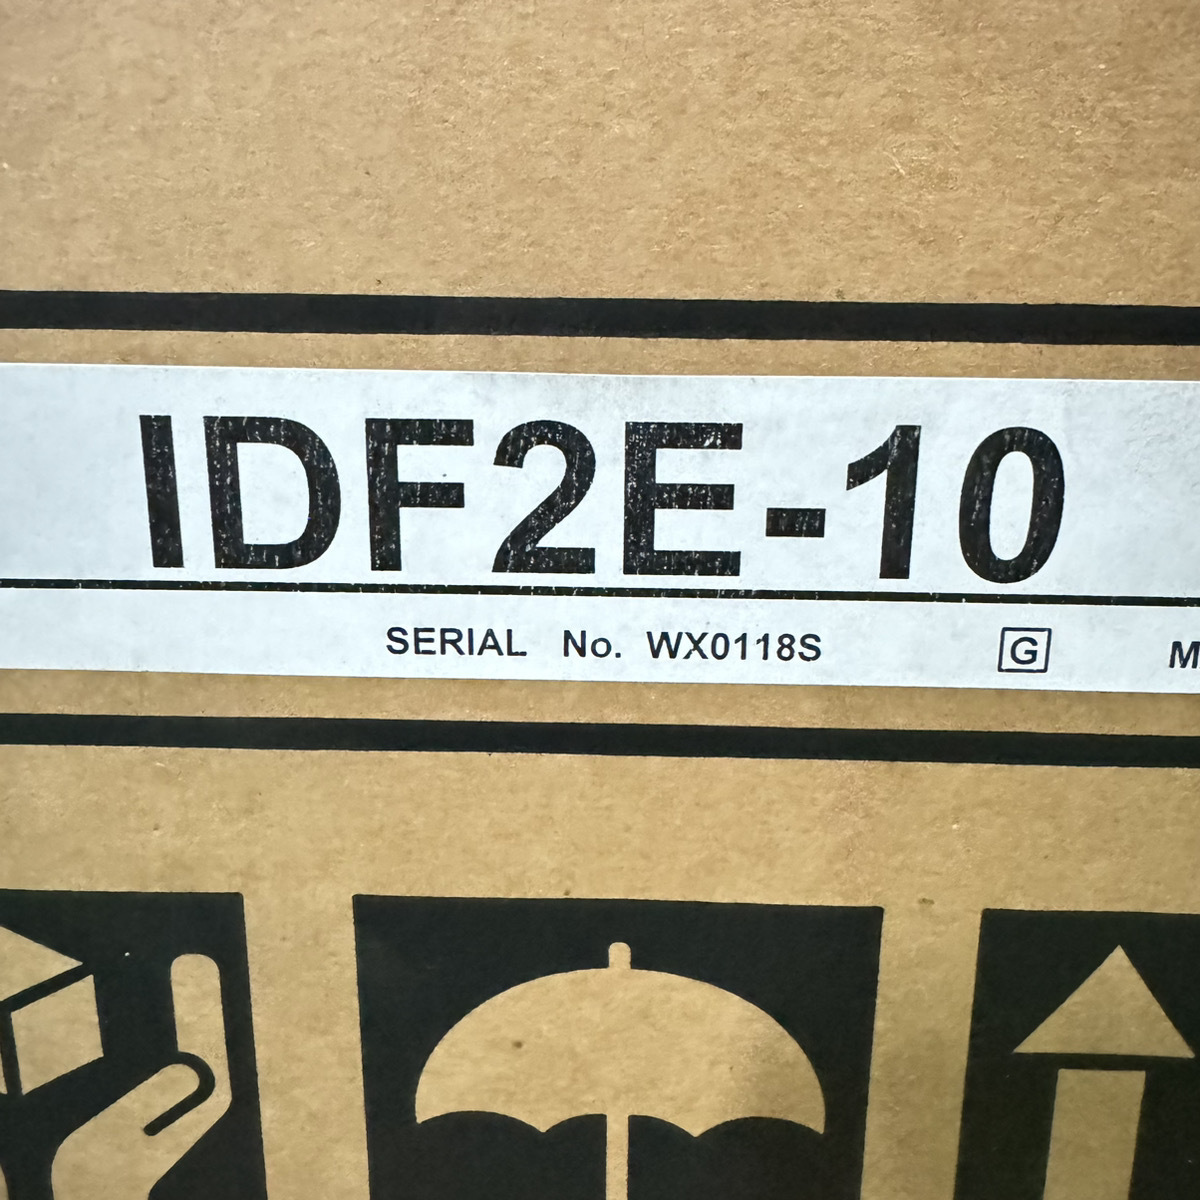 IDF2E-10
SERIAL No. WX0118S G M